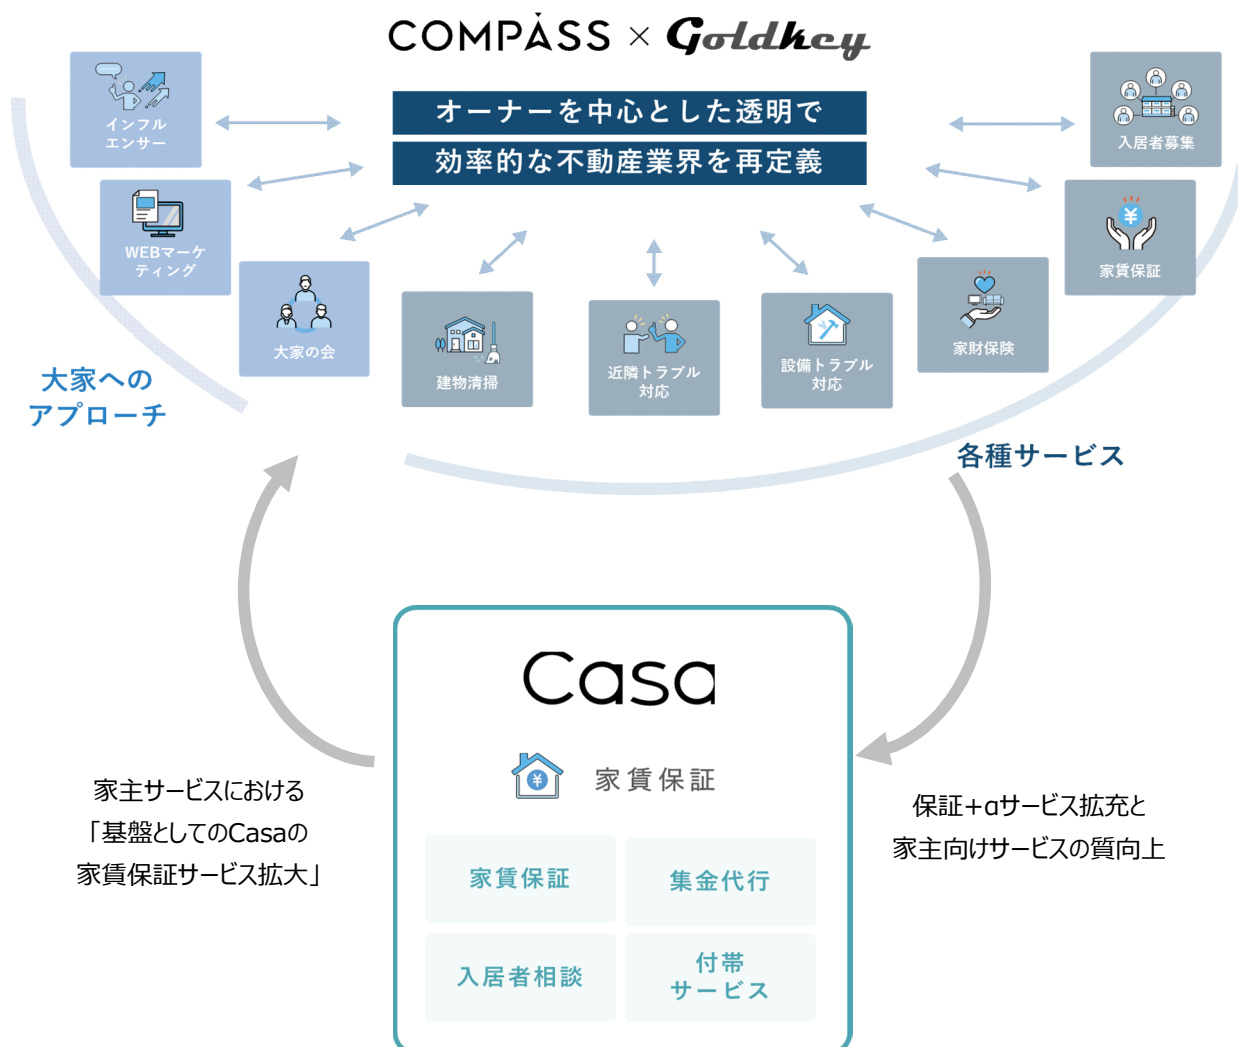 COMPASS × Goldkey
オーナーを中心とした透明で
効率的な不動産業界を再定義
インフル
エンサー
WEBマーケ
ティング
大家の会
建物清掃
近隣トラブル
対応
設備トラブル
対応
家財保険
¥
家賃保証
入居者募集
大家への
アプローチ
各種サービス
Casa
¥
家賃保証
家賃保証
集金代行
入居者相談
付帯
サービス
家主サービスにおける
「基盤としてのCasaの
家賃保証サービス拡大」
保証+αサービス拡充と
家主向けサービスの質向上